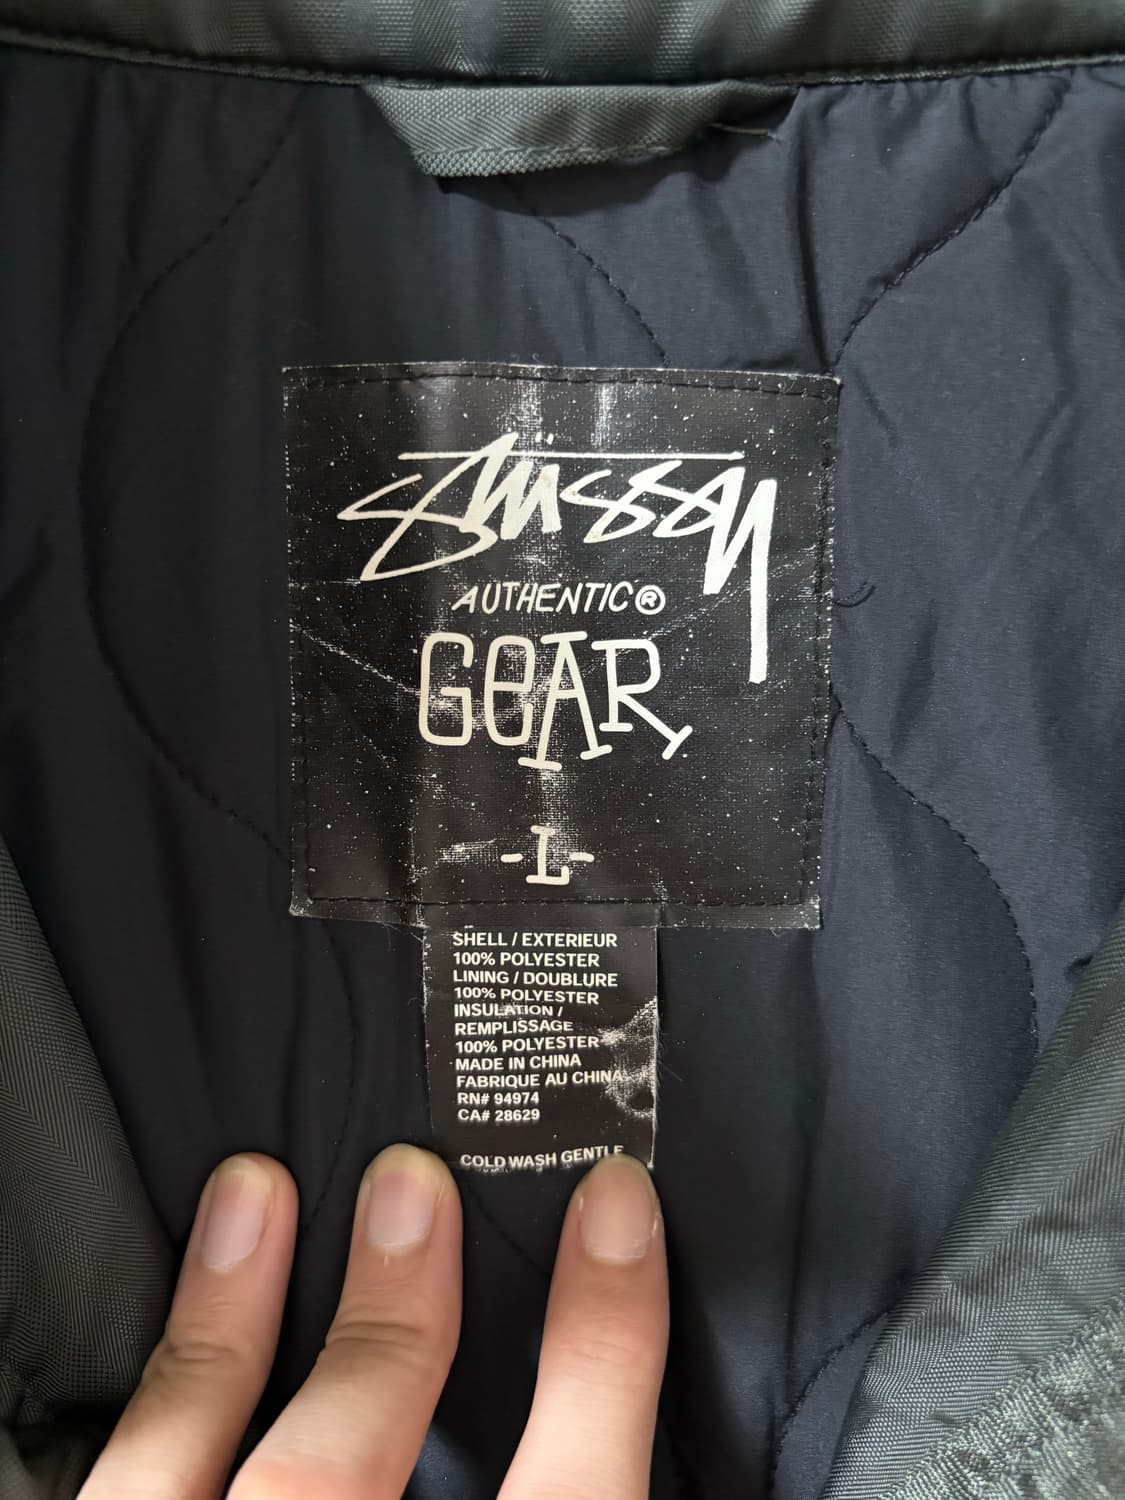 STÜSSY
AUTHENTIC®
GEAR
-L-
SHELL / EXTERIEUR
100% POLYESTER
LINING / DOUBLURE
100% POLYESTER
INSULATION /
REMPLISSAGE
100% POLYESTER
MADE IN CHINA
FABRIQUE AU CHINA
RN# 94974
CA# 28629
COLD WASH GENTLE